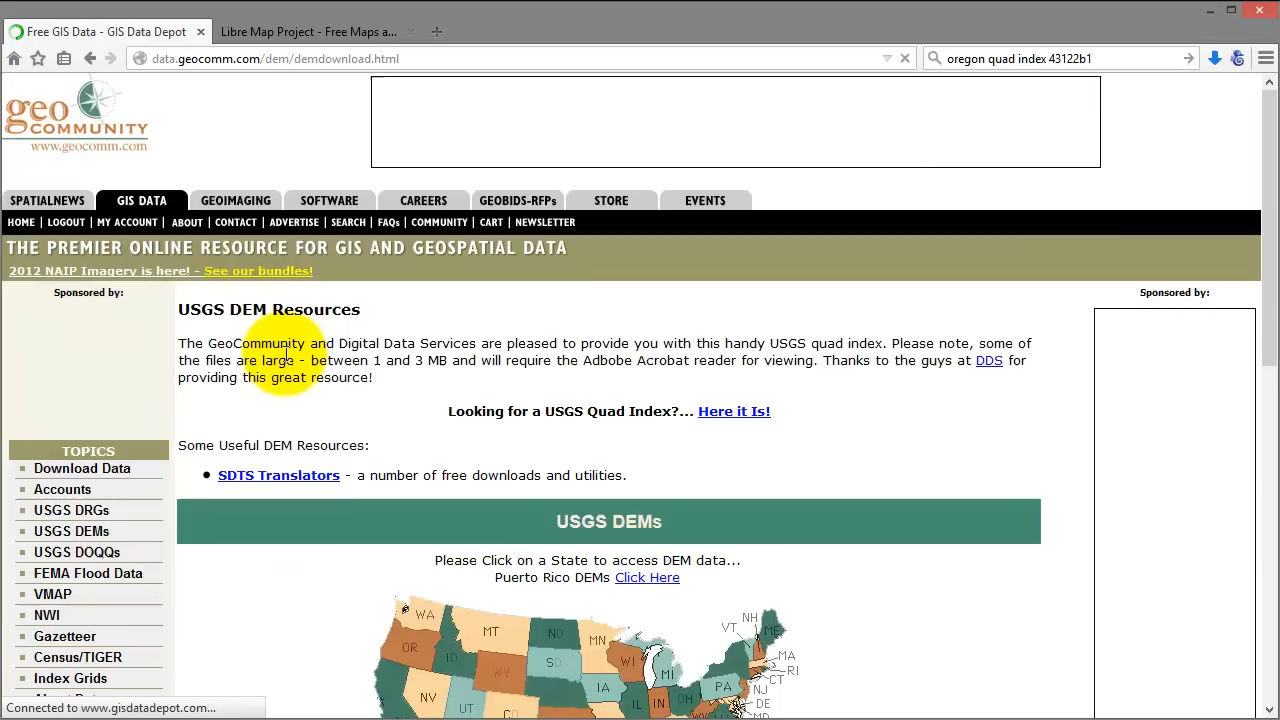 Free GIS Data - GIS Data Depot
Libre Map Project - Free Maps a...
data.geocomm.com/dem/demdownload.html
oregon quad index 43122b1
geo
COMMUNITY
www.geocomm.com
SPATIALNEWS GIS DATA GEOIMAGING SOFTWARE CAREERS GEOBIDS-RFPs STORE EVENTS
HOME | LOGOUT | MY ACCOUNT | ABOUT | CONTACT | ADVERTISE | SEARCH | FAQs | COMMUNITY | CART | NEWSLETTER
THE PREMIER ONLINE RESOURCE FOR GIS AND GEOSPATIAL DATA
2012 NAIP Imagery is here! - See our bundles!
Sponsored by:
Sponsored by:
USGS DEM Resources
The GeoCommunity and Digital Data Services are pleased to provide you with this handy USGS quad index. Please note, some of
the files are large - between 1 and 3 MB and will require the Adbobe Acrobat reader for viewing. Thanks to the guys at DDS for
providing this great resource!
Looking for a USGS Quad Index?... Here it Is!
Some Useful DEM Resources:
SDTS Translators - a number of free downloads and utilities.
TOPICS
Download Data
Accounts
USGS DRGs
USGS DEMs
USGS DOQQs
FEMA Flood Data
VMAP
NWI
Gazetteer
Census/TIGER
Index Grids
USGS DEMs
Please Click on a State to access DEM data...
Puerto Rico DEMs Click Here
WA
MT
ND
MN
NH
VT
ME
OR
ID
WY
SD
WI
MI
MA
RI
CT
NV
UT
IA
PA
NJ
IL
IN
OH
DE
MD
Connected to www.gisdatadepot.com...